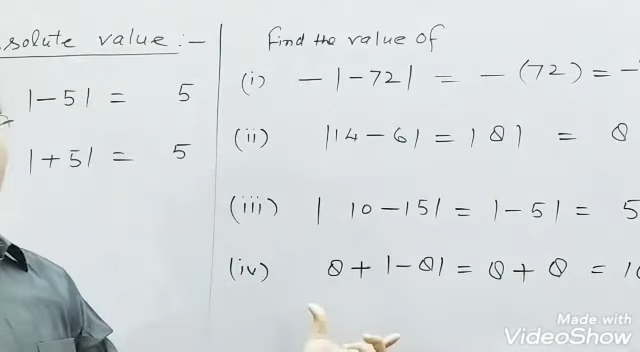 solute value :-
|-5| = 5
|+5| = 5
Find the value of
(i) - |-72| = - (72) = -
(ii) |14-6| = |8| = 8
(iii) | 10-15| = |-5| = 5
(iv) 8 + |-8| = 8 + 8 = 1
Made with
VideoShow